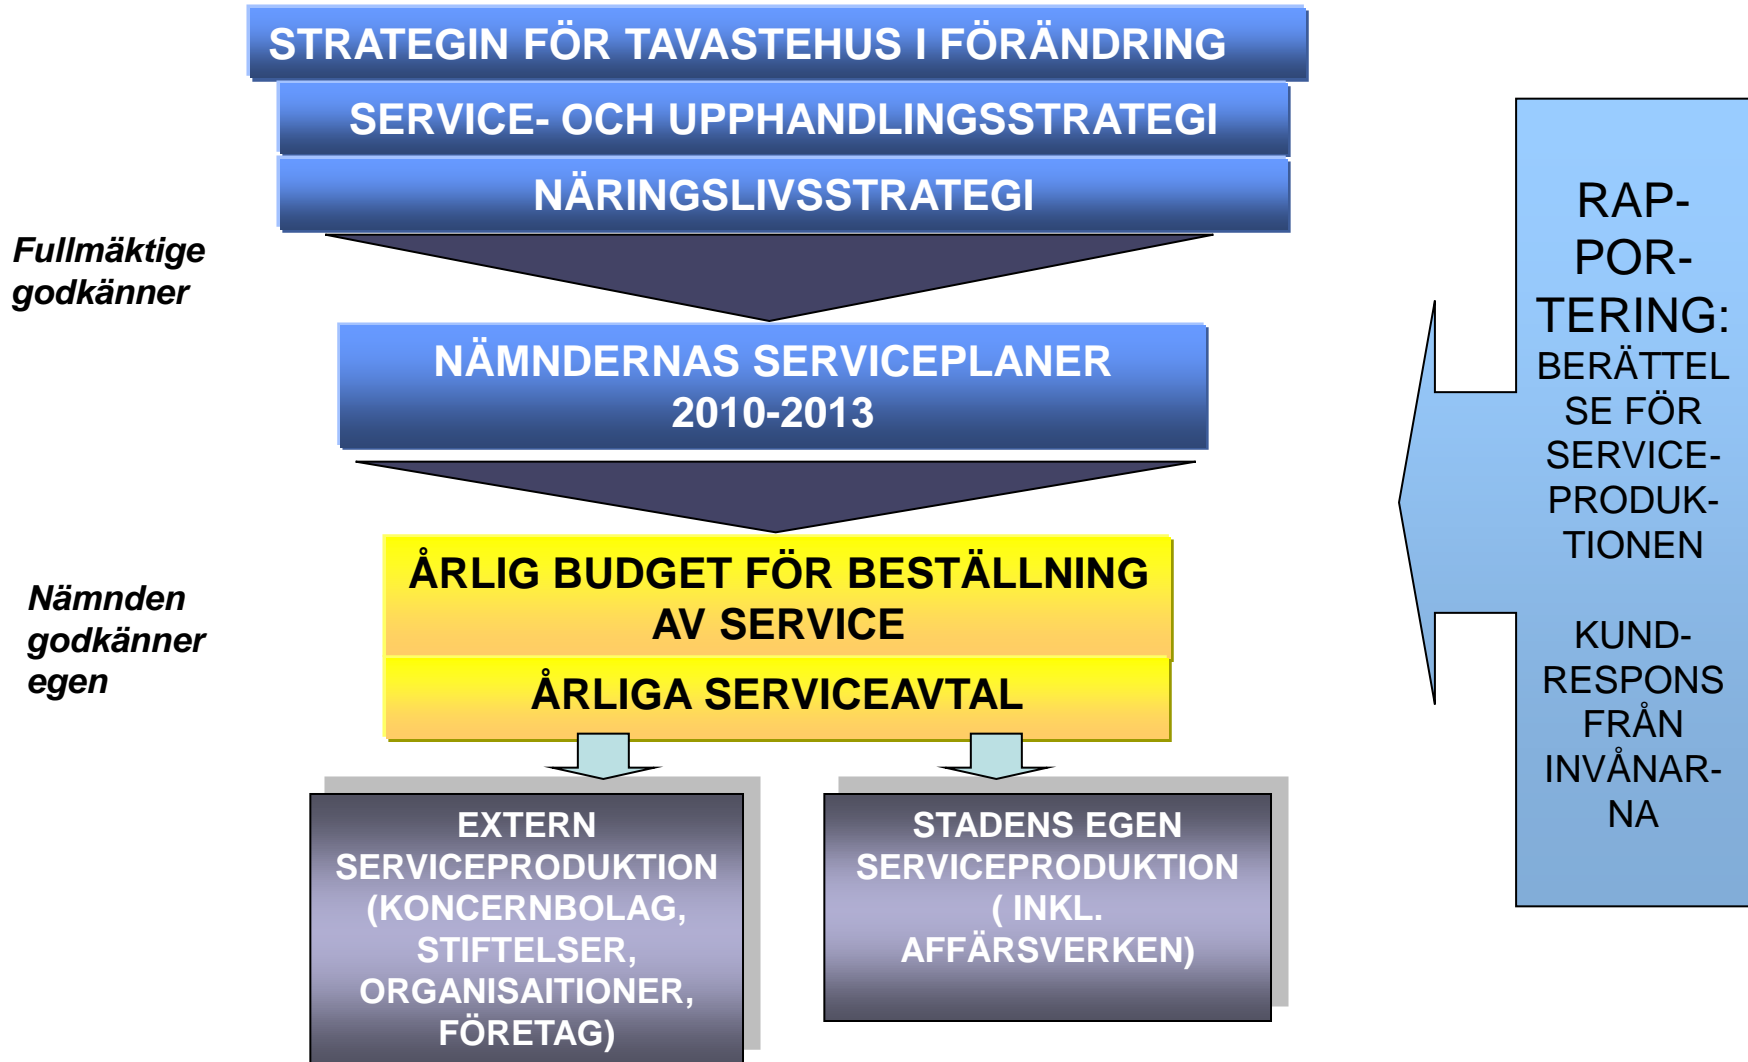 STRATEGIN FÖR TAVASTEHUS I FÖRÄNDRING
SERVICE- OCH UPPHANDLINGSSTRATEGI
NÄRINGSLIVSSTRATEGI
Fullmäktige
godkänner
NÄMNDERNAS SERVICEPLANER
2010-2013
Nämnden
godkänner
egen
ÅRLIG BUDGET FÖR BESTÄLLNING
AV SERVICE
ÅRLIGA SERVICEAVTAL
EXTERN
SERVICEPRODUKTION
(KONCERNBOLAG,
STIFTELSER,
ORGANISAITIONER,
FÖRETAG)
STADENS EGEN
SERVICEPRODUKTION
( INKL.
AFFÄRSVERKEN)
RAP-
POR-
TERING:
BERÄTTEL
SE FÖR
SERVICE-
PRODUK-
TIONEN
KUND-
RESPONS
FRÅN
INVÅNAR-
NA